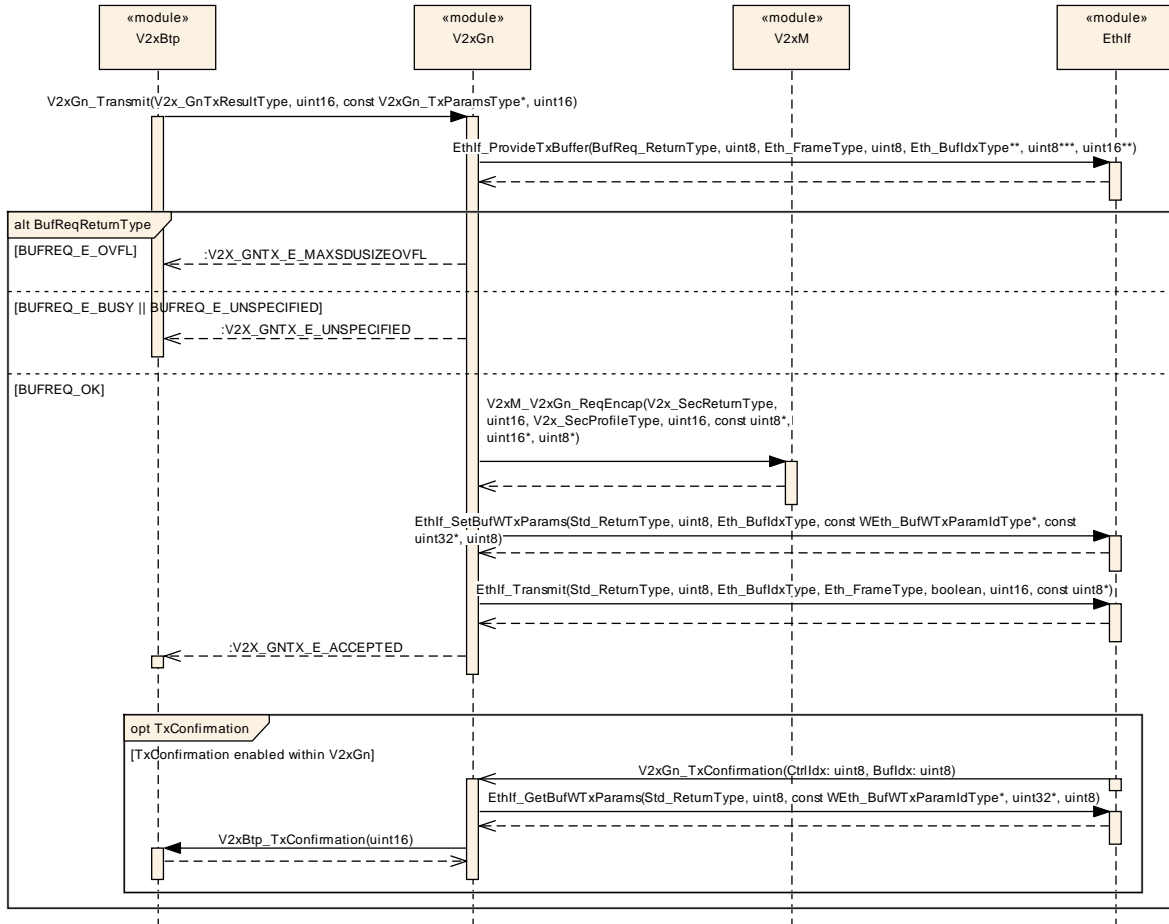 «module»
V2xBtp
«module»
V2xGn
«module»
V2xM
«module»
EthIf
V2xGn_Transmit(V2x_GnTxResultType, uint16, const V2xGn_TxParamsType*, uint16)
EthIf_ProvideTxBuffer(BufReq_ReturnType, uint8, Eth_FrameType, uint8, Eth_BufIdxType**, uint8***, uint16**)
alt BufReqReturnType
[BUFREQ_E_OVFL]
:V2X_GNTX_E_MAXSDUSIZEOVFL
[BUFREQ_E_BUSY || BUFREQ_E_UNSPECIFIED]
:V2X_GNTX_E_UNSPECIFIED
[BUFREQ_OK]
V2xM_V2xGn_ReqEncap(V2x_SecReturnType,
uint16, V2x_SecProfileType, uint16, const uint8*,
uint16*, uint8*)
EthIf_SetBufWTxParams(Std_ReturnType, uint8, Eth_BufIdxType, const WEth_BufWTxParamIdType*, const
uint32*, uint8)
EthIf_Transmit(Std_ReturnType, uint8, Eth_BufIdxType, Eth_FrameType, boolean, uint16, const uint8*)
:V2X_GNTX_E_ACCEPTED
opt TxConfirmation
[TxConfirmation enabled within V2xGn]
V2xGn_TxConfirmation(CtrlIdx: uint8, BufIdx: uint8)
EthIf_GetBufWTxParams(Std_ReturnType, uint8, const WEth_BufWTxParamIdType*, uint32*, uint8)
V2xBtp_TxConfirmation(uint16)